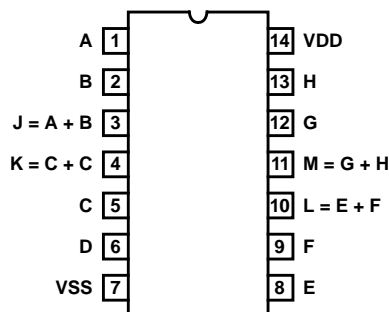 A 1 14 VDD
B 2 13 H
J = A + B 3 12 G
K = C + C 4 11 M = G + H
C 5 10 L = E + F
D 6 9 F
VSS 7 8 E